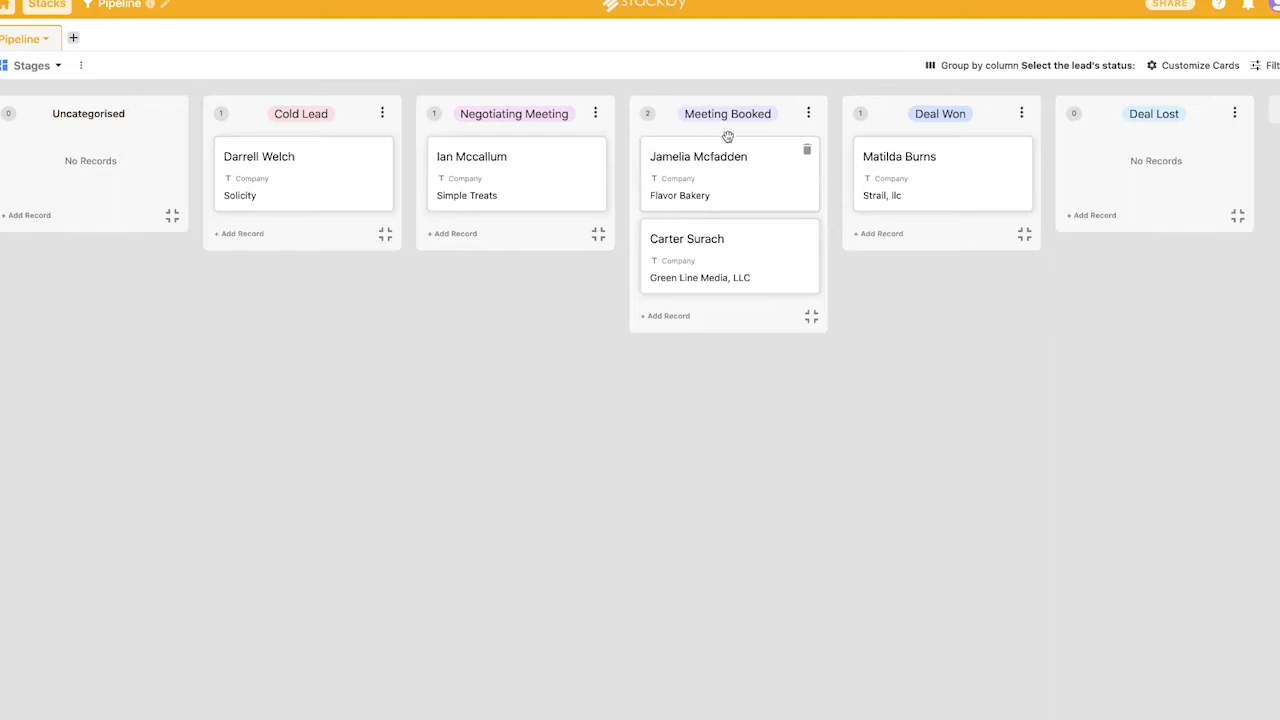 Stacks Pipeline stackby SHARE ?
Pipeline +
Stages Group by column Select the lead's status: Customize Cards Filt
0 Uncategorised
No Records
+ Add Record
1 Cold Lead
Darrell Welch
T Company
Solicity
+ Add Record
1 Negotiating Meeting
Ian Mccallum
T Company
Simple Treats
+ Add Record
2 Meeting Booked
Jamelia Mcfadden
T Company
Flavor Bakery
Carter Surach
T Company
Green Line Media, LLC
+ Add Record
1 Deal Won
Matilda Burns
T Company
Strail, llc
+ Add Record
0 Deal Lost
No Records
+ Add Record